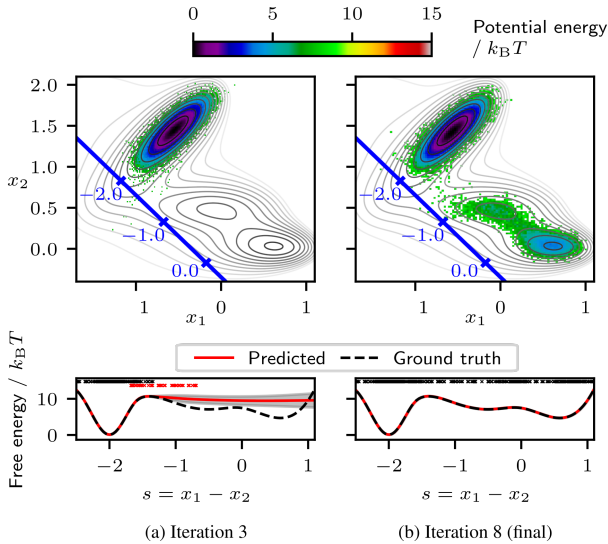 0 5 10 15
Potential energy
/ k_B T
2.0
1.5
1.0
0.5
0.0
x_2
−2.0
−1.0
0.0
−2.0
−1.0
0.0
1 0 1
1 0 1
x_1
x_1
Predicted Ground truth
Free energy / k_B T
10
0
−2 −1 0 1
−2 −1 0 1
s = x_1 − x_2
s = x_1 − x_2
(a) Iteration 3
(b) Iteration 8 (final)